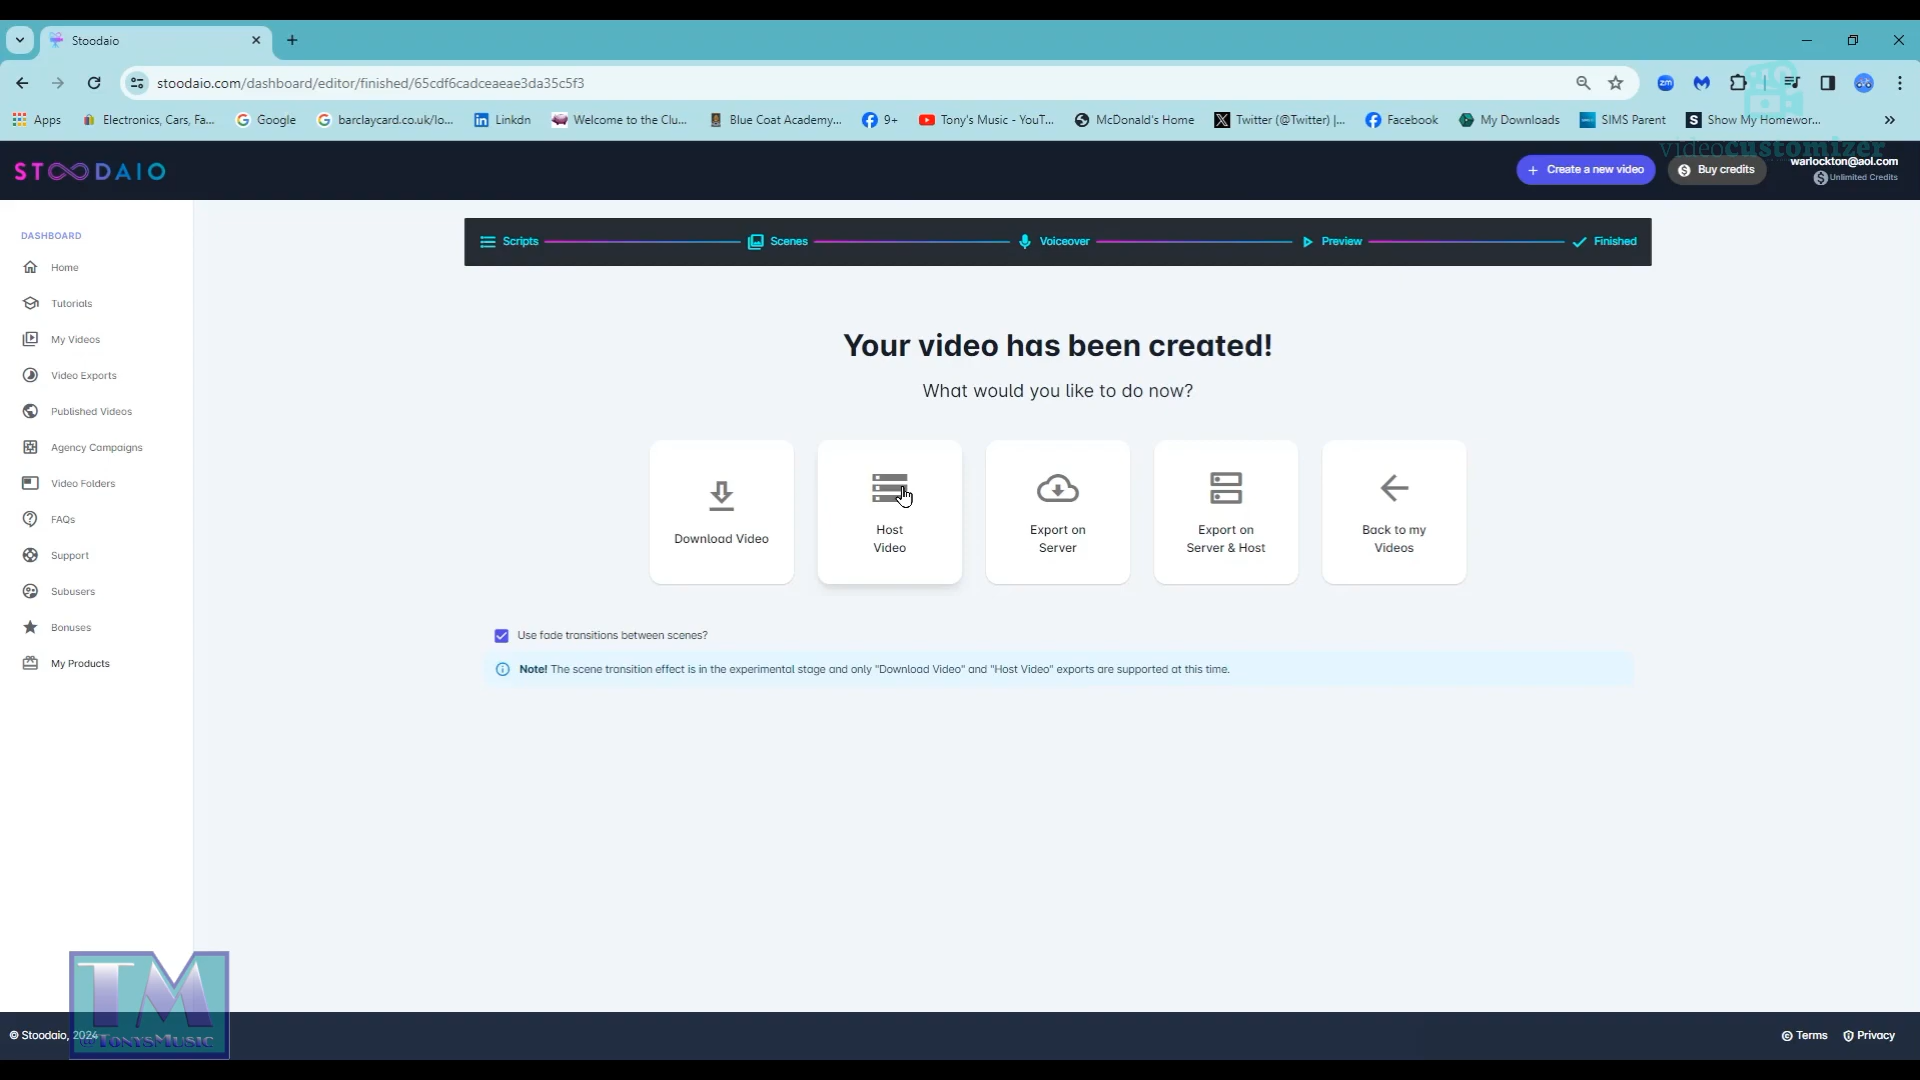 Stoodaio
stoodaio.com/dashboard/editor/finished/65cdf6cadceaeae3da35c5f3
zm
Apps
Electronics, Cars, Fa...
Google
barclaycard.co.uk/lo...
Linkdn
Welcome to the Clu...
Blue Coat Academy...
9+
Tony's Music - YouT...
McDonald's Home
Twitter (@Twitter) |...
Facebook
My Downloads
SIMS Parent
Show My Homewor...
videocustomizer
STOODAIO
Create a new video
Buy credits
warlockton@aol.com
Unlimited Credits
DASHBOARD
Home
Tutorials
My Videos
Video Exports
Published Videos
Agency Campaigns
Video Folders
FAQs
Support
Subusers
Bonuses
My Products
Scripts
Scenes
Voiceover
Preview
Finished
Your video has been created!
What would you like to do now?
Download Video
Host
Video
Export on
Server
Export on
Server & Host
Back to my
Videos
Use fade transitions between scenes?
Note! The scene transition effect is in the experimental stage and only "Download Video" and "Host Video" exports are supported at this time.
TM
@TonysMusic
© Stoodaio, 2024
Terms
Privacy